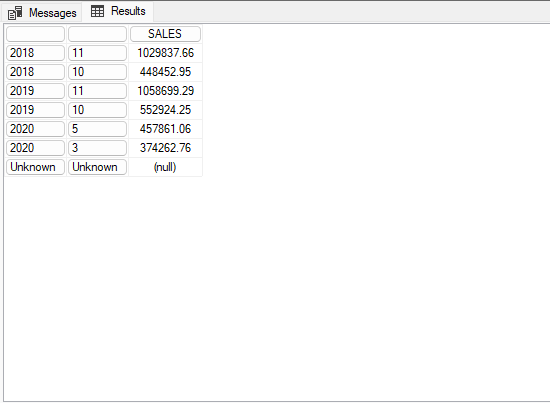 Messages Results
SALES
2018 11 1029837.66
2018 10 448452.95
2019 11 1058699.29
2019 10 552924.25
2020 5 457861.06
2020 3 374262.76
Unknown Unknown (null)